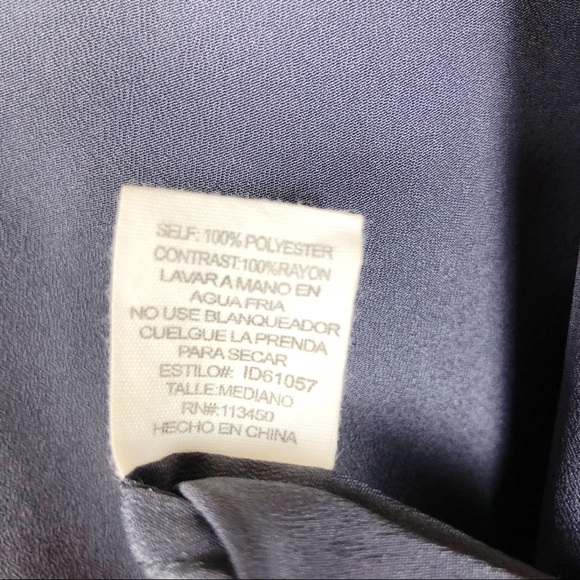 SELF: 100% POLYESTER
CONTRAST:100%RAYON
LAVAR A MANO EN
AGUA FRIA
NO USE BLANQUEADOR
CUELGUE LA PRENDA
PARA SECAR
ESTILO#: ID61057
TALLE:MEDIANO
RN#:113450
HECHO EN CHINA